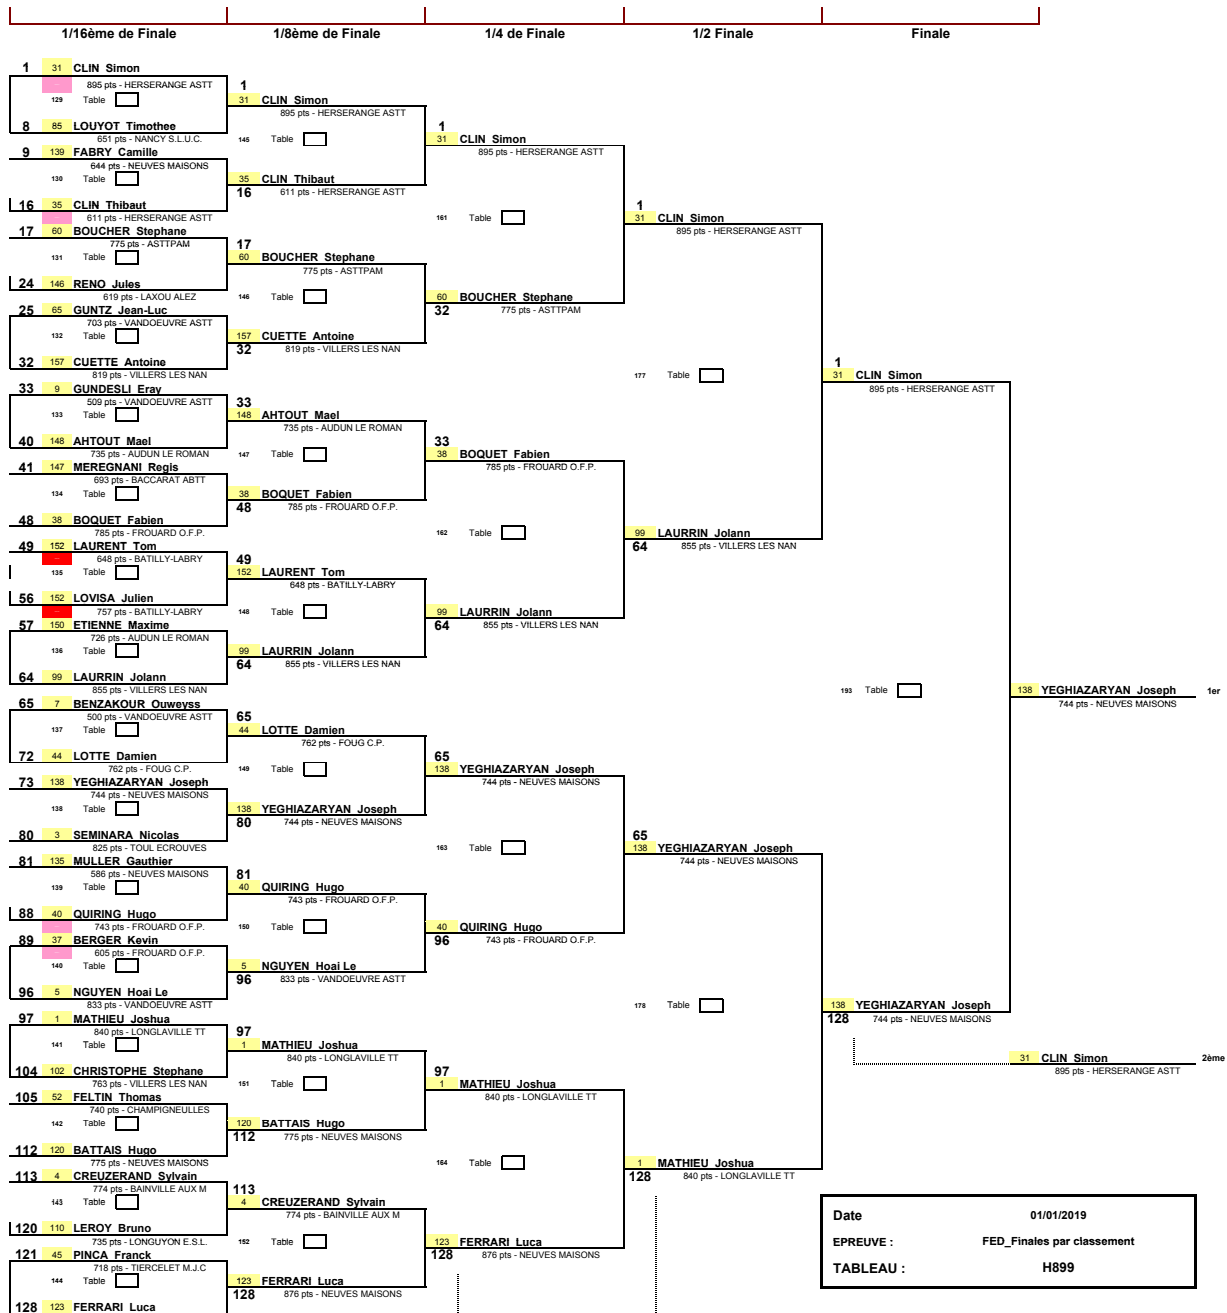 1/16ème de Finale 1/8ème de Finale 1/4 de Finale 1/2 Finale Finale
1 31 CLIN Simon
895 pts - HERSERANGE ASTT
129 Table
8 85 LOUYOT Timothee
651 pts - NANCY S.L.U.C.
9 139 FABRY Camille
644 pts - NEUVES MAISONS
130 Table
16 35 CLIN Thibaut
611 pts - HERSERANGE ASTT
17 60 BOUCHER Stephane
775 pts - ASTTPAM
131 Table
24 146 RENO Jules
619 pts - LAXOU ALEZ
25 65 GUNTZ Jean-Luc
703 pts - VANDOEUVRE ASTT
132 Table
32 157 CUETTE Antoine
819 pts - VILLERS LES NAN
33 9 GUNDESLI Eray
509 pts - VANDOEUVRE ASTT
133 Table
40 148 AHTOUT Mael
735 pts - AUDUN LE ROMAN
41 147 MEREGNANI Regis
693 pts - BACCARAT ABTT
134 Table
48 38 BOQUET Fabien
785 pts - FROUARD O.F.P.
49 152 LAURENT Tom
648 pts - BATILLY-LABRY
135 Table
56 152 LOVISA Julien
757 pts - BATILLY-LABRY
57 150 ETIENNE Maxime
726 pts - AUDUN LE ROMAN
136 Table
64 99 LAURRIN Jolann
855 pts - VILLERS LES NAN
65 7 BENZAKOUR Ouweyss
500 pts - VANDOEUVRE ASTT
137 Table
72 44 LOTTE Damien
762 pts - FOUG C.P.
73 138 YEGHIAZARYAN Joseph
744 pts - NEUVES MAISONS
138 Table
80 3 SEMINARA Nicolas
825 pts - TOUL ECROUVES
81 135 MULLER Gauthier
586 pts - NEUVES MAISONS
139 Table
88 40 QUIRING Hugo
743 pts - FROUARD O.F.P.
89 37 BERGER Kevin
605 pts - FROUARD O.F.P.
140 Table
96 5 NGUYEN Hoai Le
833 pts - VANDOEUVRE ASTT
97 1 MATHIEU Joshua
840 pts - LONGLAVILLE TT
141 Table
104 102 CHRISTOPHE Stephane
763 pts - VILLERS LES NAN
105 52 FELTIN Thomas
740 pts - CHAMPIGNEULLES
142 Table
112 120 BATTAIS Hugo
775 pts - NEUVES MAISONS
113 4 CREUZERAND Sylvain
774 pts - BAINVILLE AUX M
143 Table
120 110 LEROY Bruno
735 pts - LONGUYON E.S.L.
121 45 PINCA Franck
718 pts - TIERCELET M.J.C
144 Table
128 123 FERRARI Luca
1
31 CLIN Simon
895 pts - HERSERANGE ASTT
145 Table
35 CLIN Thibaut
16 611 pts - HERSERANGE ASTT
17
60 BOUCHER Stephane
775 pts - ASTTPAM
146 Table
157 CUETTE Antoine
32 819 pts - VILLERS LES NAN
33
148 AHTOUT Mael
735 pts - AUDUN LE ROMAN
147 Table
38 BOQUET Fabien
48 785 pts - FROUARD O.F.P.
49
152 LAURENT Tom
648 pts - BATILLY-LABRY
148 Table
99 LAURRIN Jolann
64 855 pts - VILLERS LES NAN
65
44 LOTTE Damien
762 pts - FOUG C.P.
149 Table
138 YEGHIAZARYAN Joseph
80 744 pts - NEUVES MAISONS
81
40 QUIRING Hugo
743 pts - FROUARD O.F.P.
150 Table
5 NGUYEN Hoai Le
96 833 pts - VANDOEUVRE ASTT
97
1 MATHIEU Joshua
840 pts - LONGLAVILLE TT
151 Table
120 BATTAIS Hugo
112 775 pts - NEUVES MAISONS
113
4 CREUZERAND Sylvain
774 pts - BAINVILLE AUX M
152 Table
123 FERRARI Luca
128 876 pts - NEUVES MAISONS
1
31 CLIN Simon
895 pts - HERSERANGE ASTT
161 Table
60 BOUCHER Stephane
32 775 pts - ASTTPAM
33
38 BOQUET Fabien
785 pts - FROUARD O.F.P.
162 Table
99 LAURRIN Jolann
64 855 pts - VILLERS LES NAN
65
138 YEGHIAZARYAN Joseph
744 pts - NEUVES MAISONS
163 Table
40 QUIRING Hugo
96 743 pts - FROUARD O.F.P.
97
1 MATHIEU Joshua
840 pts - LONGLAVILLE TT
164 Table
123 FERRARI Luca
128 876 pts - NEUVES MAISONS
1
31 CLIN Simon
895 pts - HERSERANGE ASTT
177 Table
99 LAURRIN Jolann
64 855 pts - VILLERS LES NAN
65
138 YEGHIAZARYAN Joseph
744 pts - NEUVES MAISONS
178 Table
1 MATHIEU Joshua
128 840 pts - LONGLAVILLE TT
1
31 CLIN Simon
895 pts - HERSERANGE ASTT
193 Table
138 YEGHIAZARYAN Joseph
128 744 pts - NEUVES MAISONS
138 YEGHIAZARYAN Joseph 1er
744 pts - NEUVES MAISONS
31 CLIN Simon 2ème
895 pts - HERSERANGE ASTT
Date 01/01/2019
EPREUVE : FED_Finales par classement
TABLEAU : H899